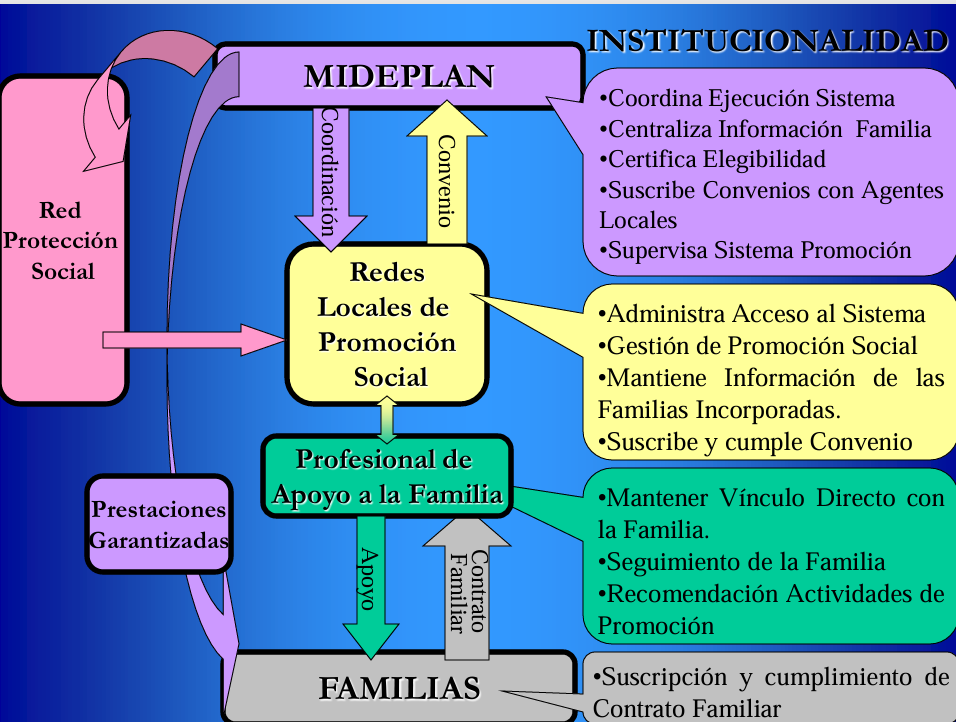 INSTITUCIONALIDAD
MIDEPLAN
•Coordina Ejecución Sistema
•Centraliza Información Familia
•Certifica Elegibilidad
•Suscribe Convenios con Agentes
Locales
•Supervisa Sistema Promoción
Coordinación
Convenio
Red
Protección
Social
Redes
Locales de
Promoción
Social
•Administra Acceso al Sistema
•Gestión de Promoción Social
•Mantiene Información de las
Familias Incorporadas.
•Suscribe y cumple Convenio
Profesional de
Apoyo a la Familia
•Mantener Vínculo Directo con
la Familia.
•Seguimiento de la Familia
•Recomendación Actividades de
Promoción
Prestaciones
Garantizadas
Apoyo
Contrato
Familiar
FAMILIAS
•Suscripción y cumplimiento de
Contrato Familiar